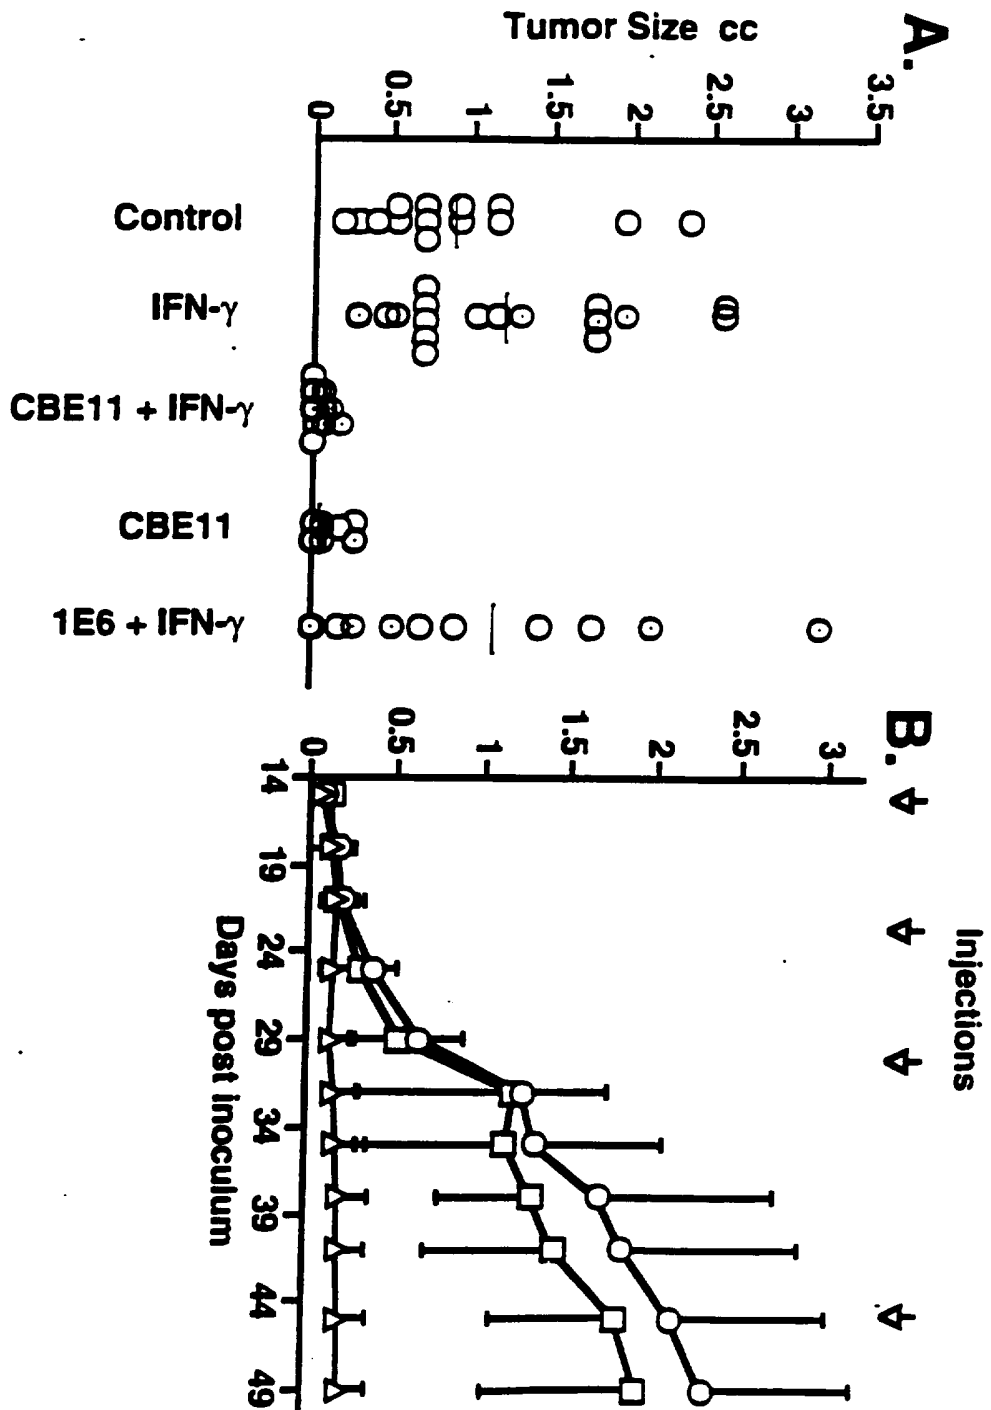 A.
Tumor Size cc
3.5
3
2.5
2
1.5
1
0.5
0
Control
IFN-γ
CBE11 + IFN-γ
CBE11
1E6 + IFN-γ
B.
Injections
3
2.5
2
1.5
1
0.5
0
14
19
24
29
34
39
44
49
Days post inoculum